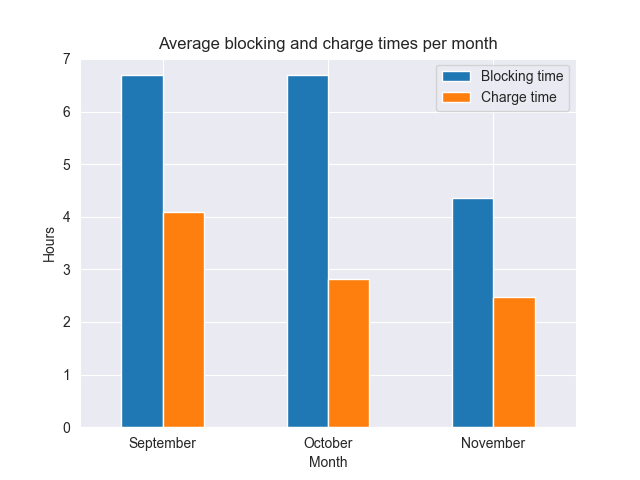 Average blocking and charge times per month
7
6
5
4
3
2
1
0
Hours
Blocking time
Charge time
September
October
November
Month